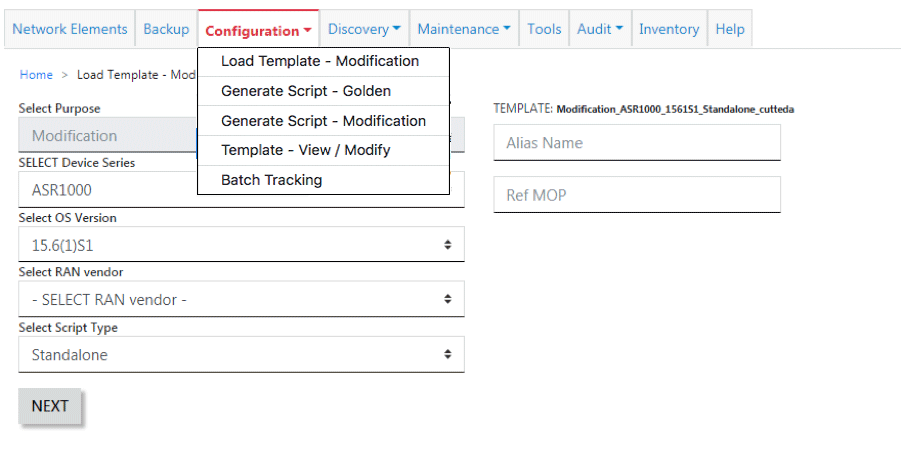 Network Elements Backup Configuration Discovery Maintenance Tools Audit Inventory Help
Load Template - Modification
Generate Script - Golden
Generate Script - Modification
Template - View / Modify
Batch Tracking
Home > Load Template - Mod
Select Purpose
Modification
SELECT Device Series
ASR1000
Select OS Version
15.6(1)S1
Select RAN vendor
- SELECT RAN vendor -
Select Script Type
Standalone
NEXT
TEMPLATE: Modification_ASR1000_1561S1_Standalone_cutteda
Alias Name
Ref MOP